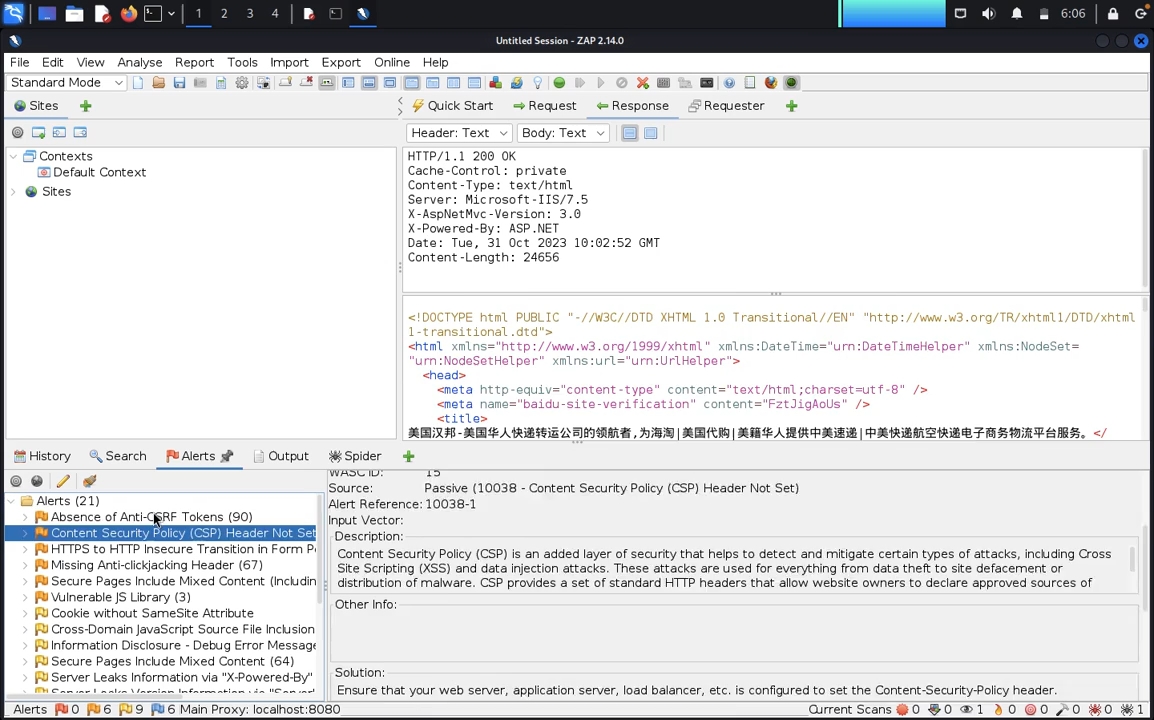 1 2 3 4 6:06
Untitled Session - ZAP 2.14.0
File Edit View Analyse Report Tools Import Export Online Help
Standard Mode
Sites
Quick Start Request Response Requester
Header: Text Body: Text
Contexts
Default Context
Sites
HTTP/1.1 200 OK
Cache-Control: private
Content-Type: text/html
Server: Microsoft-IIS/7.5
X-AspNetMvc-Version: 3.0
X-Powered-By: ASP.NET
Date: Tue, 31 Oct 2023 10:02:52 GMT
Content-Length: 24656
<!DOCTYPE html PUBLIC "-//W3C//DTD XHTML 1.0 Transitional//EN" "http://www.w3.org/TR/xhtml1/DTD/xhtml
1-transitional.dtd">
<html xmlns="http://www.w3.org/1999/xhtml" xmlns:DateTime="urn:DateTimeHelper" xmlns:NodeSet=
"urn:NodeSetHelper" xmlns:url="urn:UrlHelper">
<head>
<meta http-equiv="content-type" content="text/html;charset=utf-8" />
<meta name="baidu-site-verification" content="FztJigAoUs" />
<title>
美国汉邦-美国华人快递转运公司的领航者,为海淘|美国代购|美籍华人提供中美速递|中美快递航空快递电子商务物流平台服务。</
History Search Alerts Output Spider
Alerts (21)
Absence of Anti-CSRF Tokens (90)
Content Security Policy (CSP) Header Not Set
HTTPS to HTTP Insecure Transition in Form P
Missing Anti-clickjacking Header (67)
Secure Pages Include Mixed Content (Includin
Vulnerable JS Library (3)
Cookie without SameSite Attribute
Cross-Domain JavaScript Source File Inclusion
Information Disclosure - Debug Error Message
Secure Pages Include Mixed Content (64)
Server Leaks Information via "X-Powered-By"
Server Leaks Version Information via "Server"
WASC ID: 15
Source: Passive (10038 - Content Security Policy (CSP) Header Not Set)
Alert Reference: 10038-1
Input Vector:
Description:
Content Security Policy (CSP) is an added layer of security that helps to detect and mitigate certain types of attacks, including Cross
Site Scripting (XSS) and data injection attacks. These attacks are used for everything from data theft to site defacement or
distribution of malware. CSP provides a set of standard HTTP headers that allow website owners to declare approved sources of
Other Info:
Solution:
Ensure that your web server, application server, load balancer, etc. is configured to set the Content-Security-Policy header.
Alerts 0 6 9 6 Main Proxy: localhost:8080 Current Scans 0 0 1 0 0 0 0 1